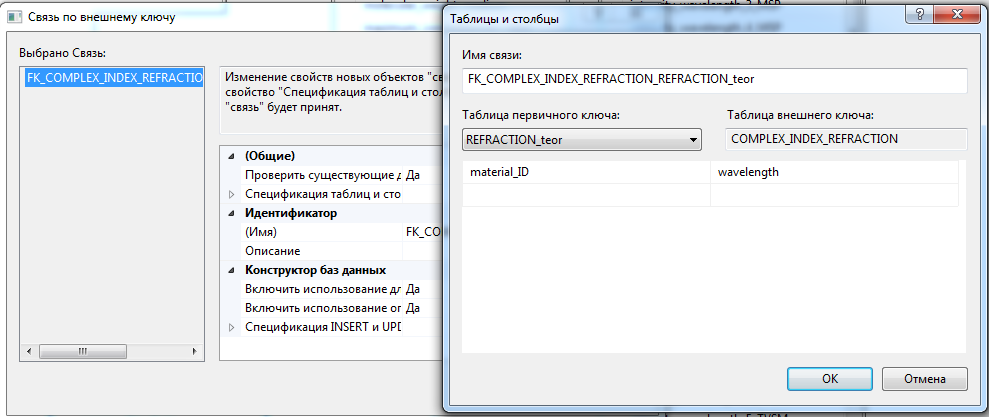 Связь по внешнему ключу
Выбрано Связь:
FK_COMPLEX_INDEX_REFRACTIO
Изменение свойств новых объектов "св
свойство "Спецификация таблиц и стол
"связь" будет принят.
(Общие)
Проверить существующие д Да
Спецификация таблиц и сто
Идентификатор
(Имя) FK_CO
Описание
Конструктор баз данных
Включить использование дл Да
Включить использование ог Да
Спецификация INSERT и UPD
Таблицы и столбцы
Имя связи:
FK_COMPLEX_INDEX_REFRACTION_REFRACTION_teor
Таблица первичного ключа: Таблица внешнего ключа:
REFRACTION_teor COMPLEX_INDEX_REFRACTION
material_ID wavelength
OK Отмена